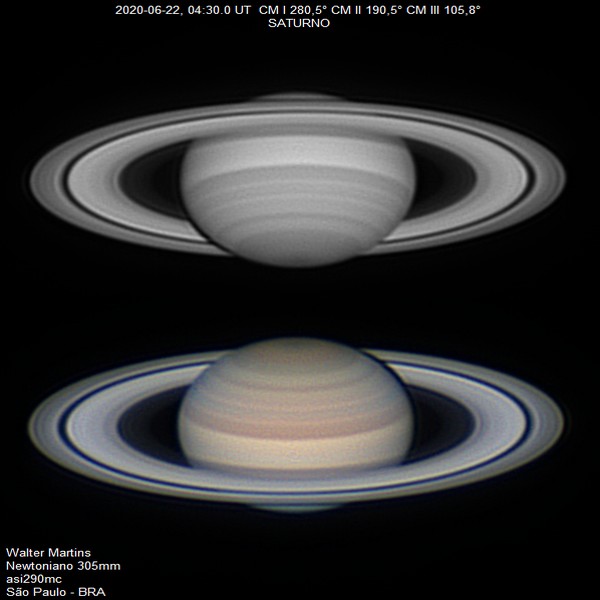 2020-06-22, 04:30.0 UT  CM I 280,5° CM II 190,5° CM III 105,8°
SATURNO
Walter Martins
Newtoniano 305mm
asi290mc
São Paulo - BRA